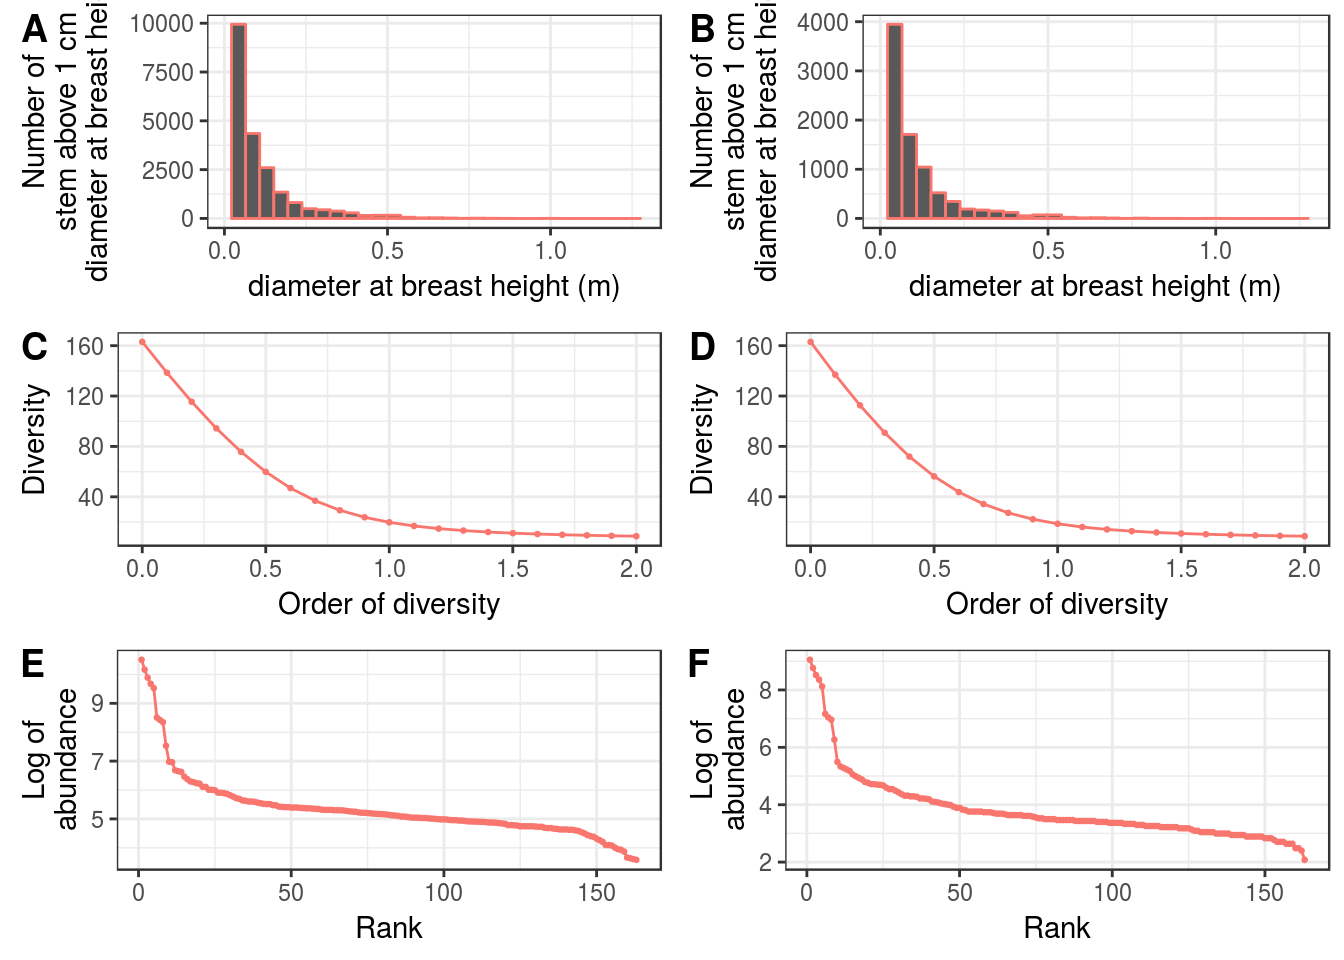 A
Number of
stem above 1 cm
diameter at breast hei
10000
7500
5000
2500
0
0.0 0.5 1.0
diameter at breast height (m)
B
Number of
stem above 1 cm
diameter at breast hei
4000
3000
2000
1000
0
0.0 0.5 1.0
diameter at breast height (m)
C
Diversity
160
120
80
40
0.0 0.5 1.0 1.5 2.0
Order of diversity
D
Diversity
160
120
80
40
0.0 0.5 1.0 1.5 2.0
Order of diversity
E
Log of
abundance
9
7
5
0 50 100 150
Rank
F
Log of
abundance
8
6
4
2
0 50 100 150
Rank